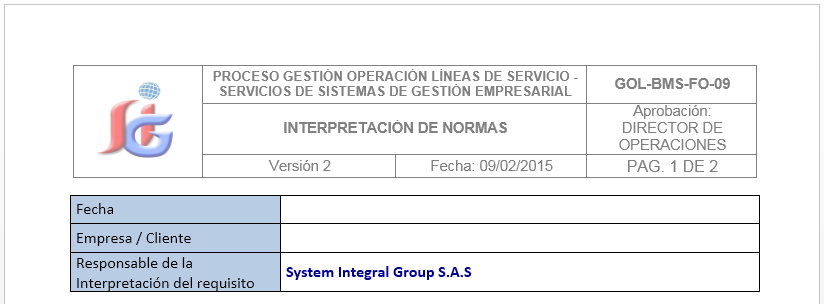 PROCESO GESTIÓN OPERACIÓN LÍNEAS DE SERVICIO -
SERVICIOS DE SISTEMAS DE GESTIÓN EMPRESARIAL
GOL-BMS-FO-09
INTERPRETACIÓN DE NORMAS
Aprobación:
DIRECTOR DE
OPERACIONES
Versión 2
Fecha: 09/02/2015
PAG. 1 DE 2
Fecha
Empresa / Cliente
Responsable de la
Interpretación del requisito
System Integral Group S.A.S